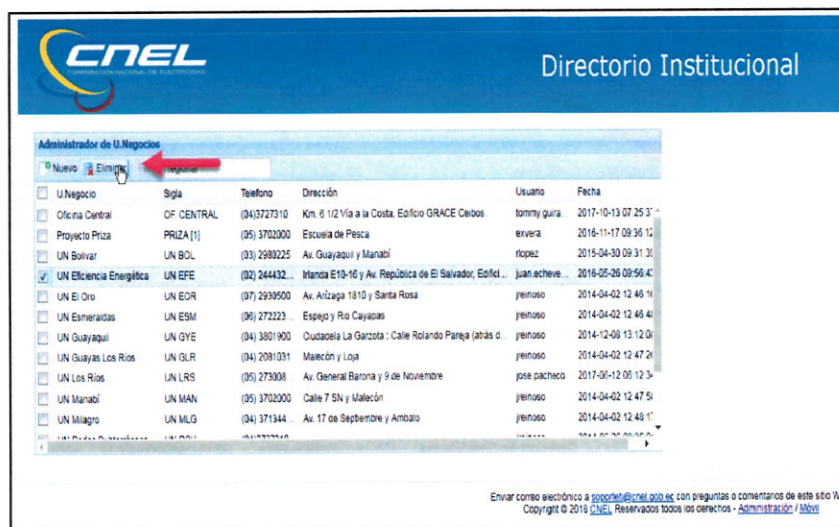 CNEL
CORPORACIÓN NACIONAL DE ELECTRICIDAD
Directorio Institucional
Administrador de U.Negocios
Nuevo Eliminar
U.Negocio Sigla Telefono Dirección Usuario Fecha
Oficina Central OF. CENTRAL (04)3727310 Km. 6 1/2 Vía a la Costa, Edificio GRACE Ceibos tommy.guira.. 2017-10-13 07:25:3
Proyecto Priza PRIZA [1] (05) 3702000 Escuela de Pesca exvera 2016-11-17 09:36:12
UN Bolivar UN BOL (03) 2980225 Av. Guayaquil y Manabí rlopez 2015-04-30 09:31:3
UN Eficiencia Energética UN EFE (02) 244432... Irlanda E10-16 y Av. República de El Salvador, Edifici... juan.echeve... 2016-05-26 09:56:4
UN El Oro UN EOR (07) 2930500 Av. Arízaga 1810 y Santa Rosa jreinoso 2014-04-02 12:46:16
UN Esmeraldas UN ESM (06) 272223... Espejo y Rio Cayapas jreinoso 2014-04-02 12:46:4
UN Guayaquil UN GYE (04) 3801900 Ciudadela La Garzota : Calle Rolando Pareja (atrás d... jreinoso 2014-12-08 13:12:0
UN Guayas Los Rios UN GLR (04) 2081031 Malecón y Loja jreinoso 2014-04-02 12:47:2
UN Los Rios UN LRS (05) 273008... Av. General Barona y 9 de Noviembre jose.pacheco 2017-06-12 06:12:3
UN Manabí UN MAN (05) 3702000 Calle 7 SN y Malecón jreinoso 2014-04-02 12:47:5
UN Milagro UN MLG (04) 371344... Av. 17 de Septiembre y Ambato jreinoso 2014-04-02 12:48:1
Enviar correo electrónico a soporteti@cnel.gob.ec con preguntas o comentarios de este sitio W
Copyright © 2018 CNEL Reservados todos los derechos - Administración / Móvil